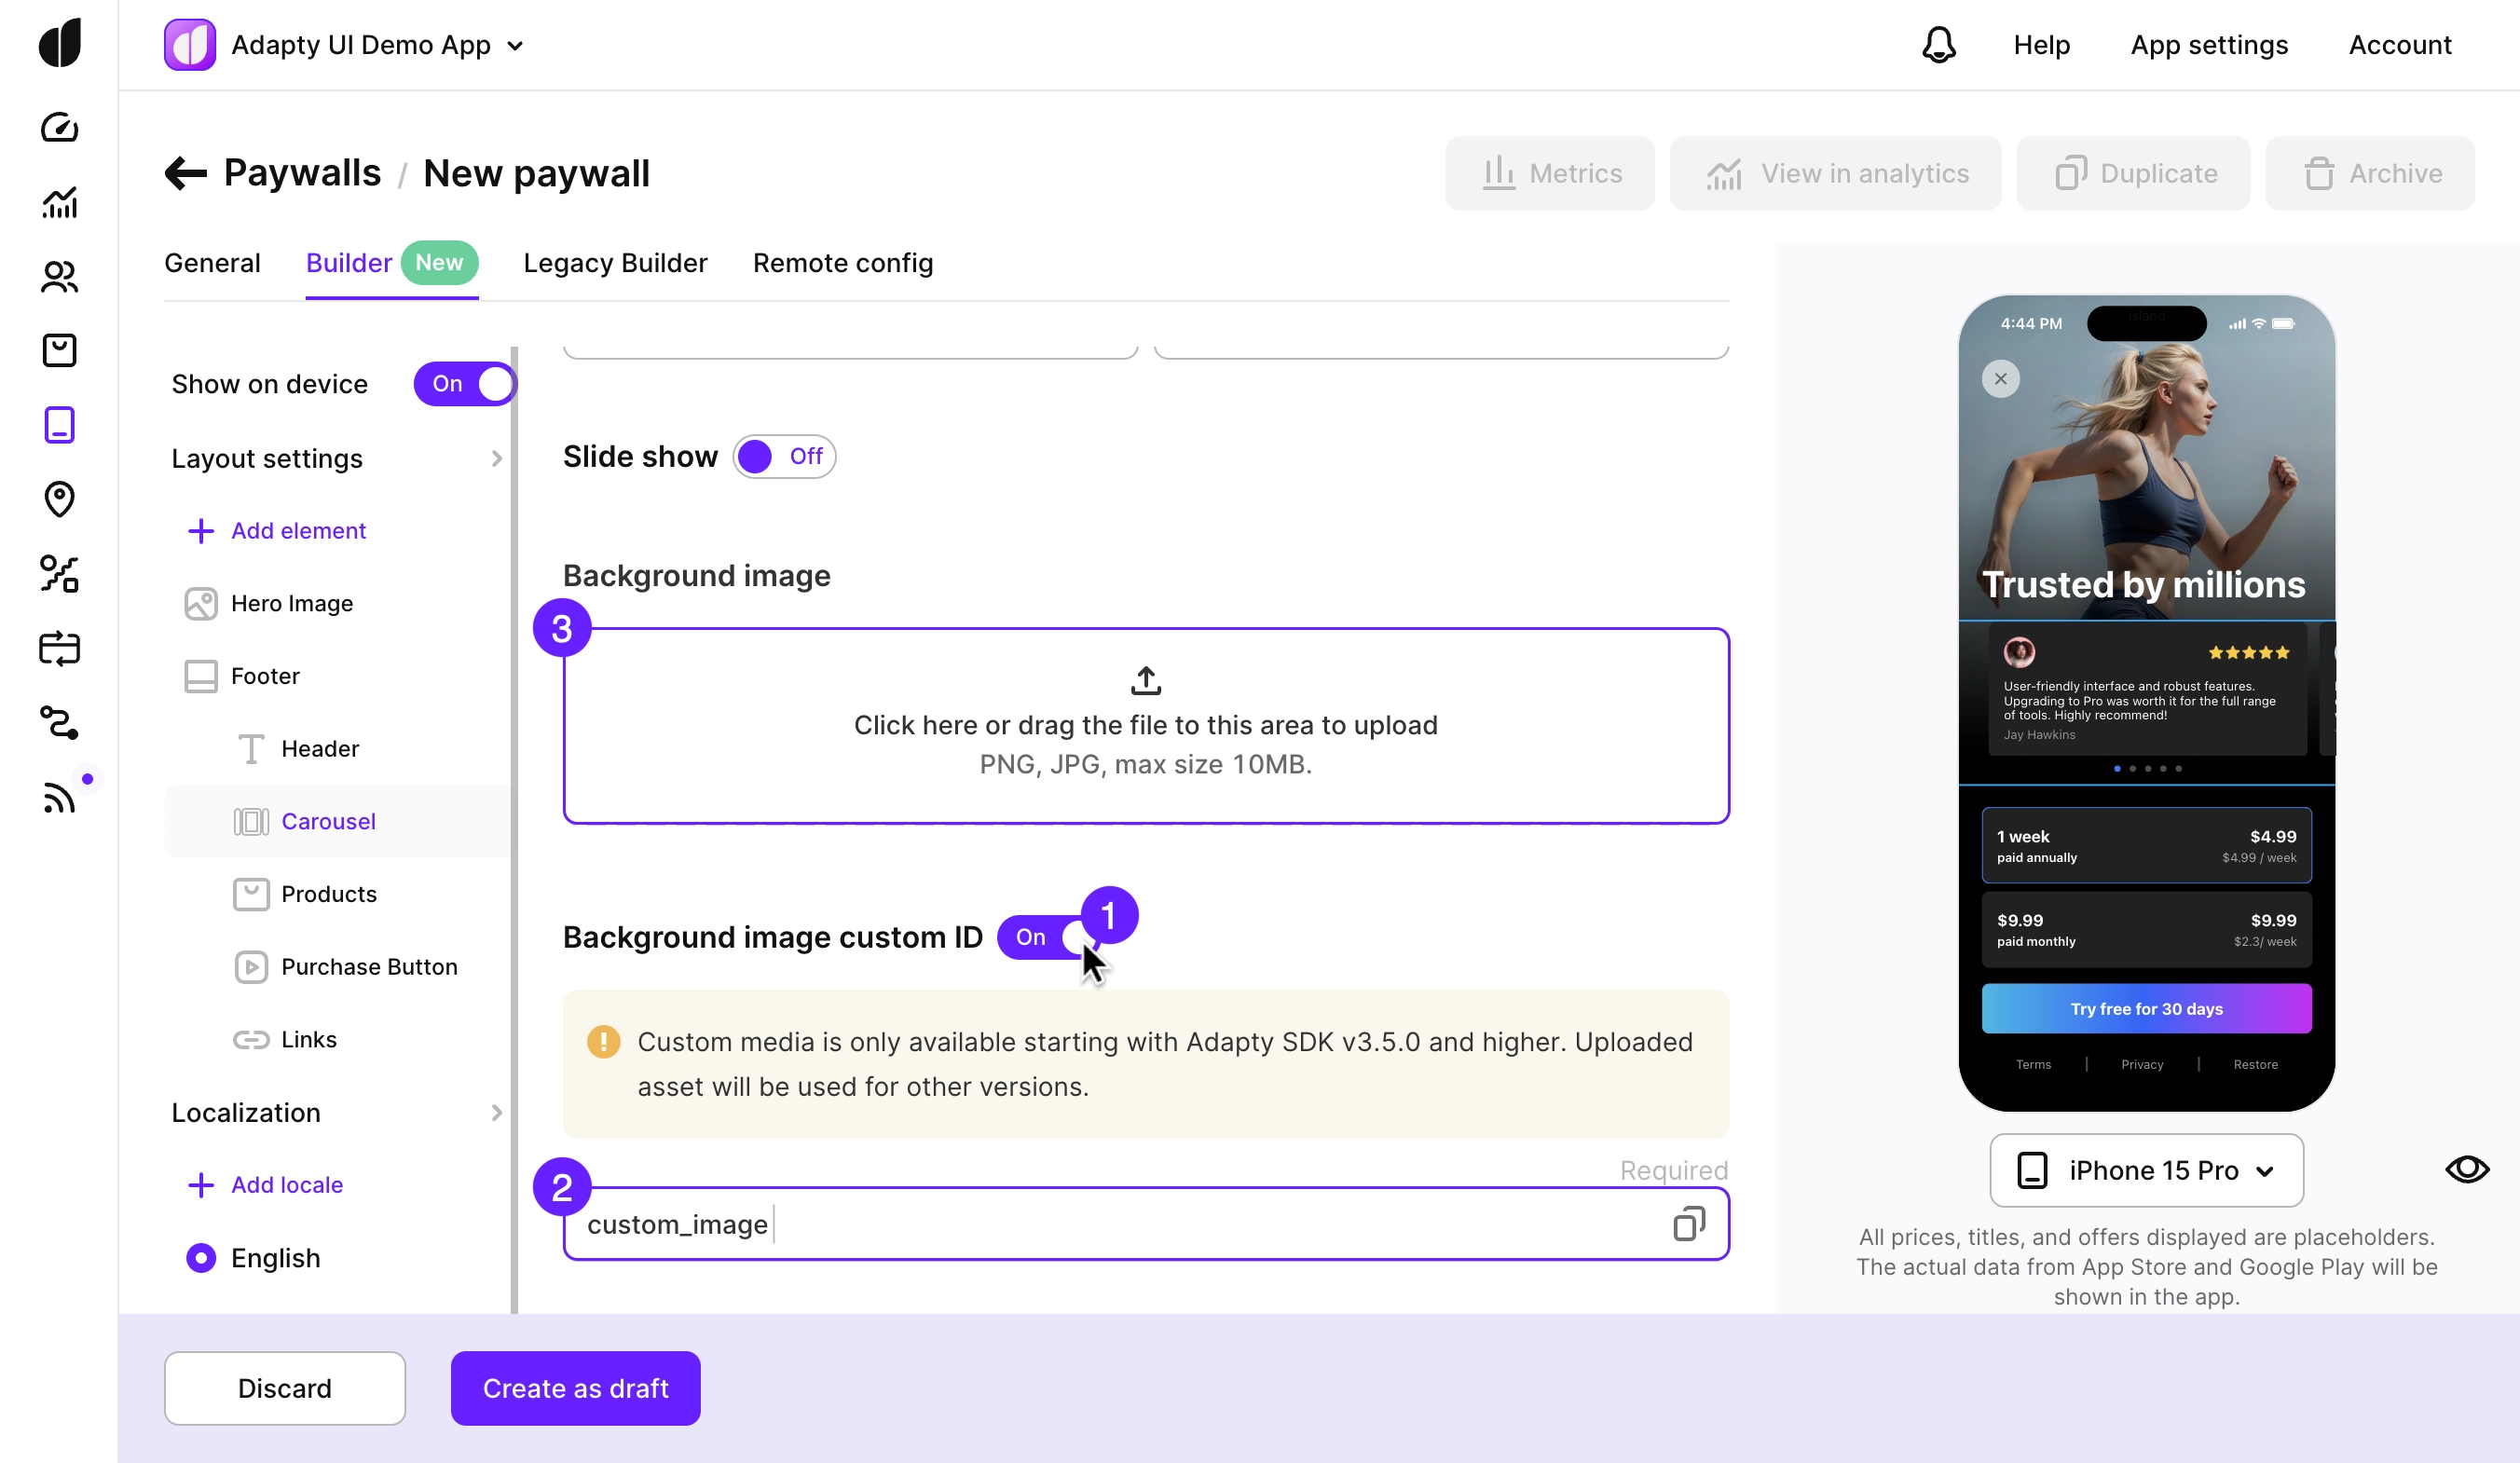 Adapty UI Demo App
Help
App settings
Account
Paywalls / New paywall
Metrics
View in analytics
Duplicate
Archive
General
Builder New
Legacy Builder
Remote config
Show on device On
Layout settings
Add element
Hero Image
Footer
Header
Carousel
Products
Purchase Button
Links
Localization
Add locale
English
Slide show Off
Background image
3
Click here or drag the file to this area to upload
PNG, JPG, max size 10MB.
Background image custom ID On
1
Custom media is only available starting with Adapty SDK v3.5.0 and higher. Uploaded
asset will be used for other versions.
Required
2
custom_image
4:44 PM
island
Trusted by millions
User-friendly interface and robust features.
Upgrading to Pro was worth it for the full range
of tools. Highly recommend!
Jay Hawkins
1 week $4.99
paid annually $4.99 / week
$9.99 $9.99
paid monthly $2.3/ week
Try free for 30 days
Terms | Privacy | Restore
iPhone 15 Pro
All prices, titles, and offers displayed are placeholders.
The actual data from App Store and Google Play will be
shown in the app.
Discard
Create as draft